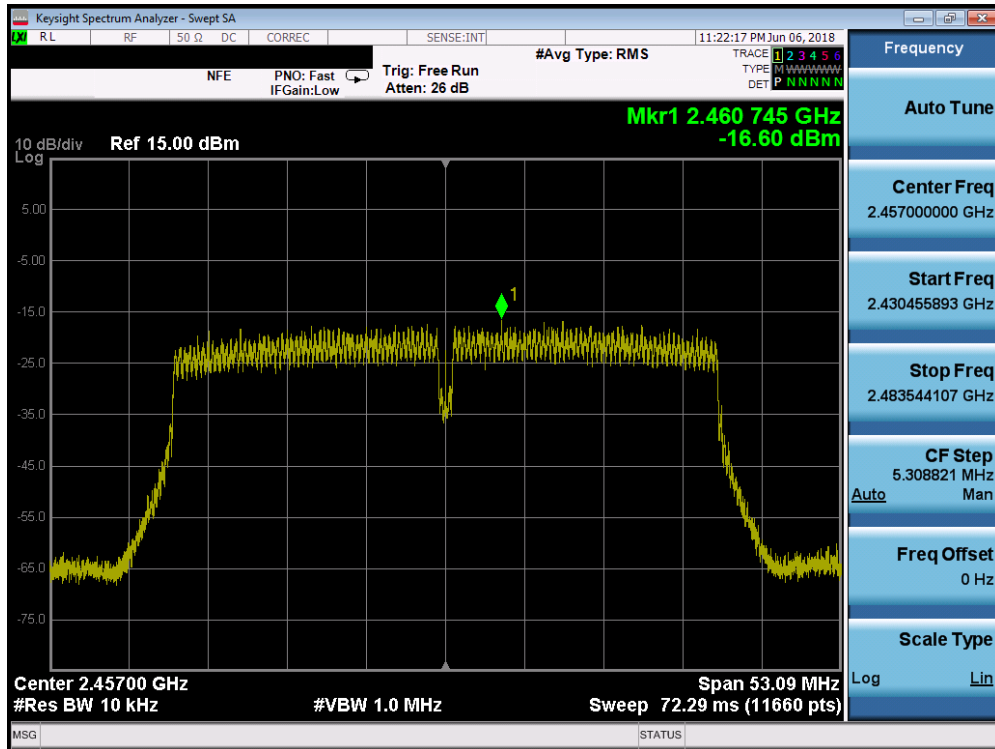 Keysight Spectrum Analyzer - Swept SA
LXI RL RF 50 Ω DC CORREC SENSE:INT 11:22:17 PM Jun 06, 2018
#Avg Type: RMS TRACE 1 2 3 4 5 6
NFE PNO: Fast Trig: Free Run TYPE M W W W W W
IFGain:Low Atten: 26 dB DET P N N N N N
Mkr1 2.460 745 GHz
-16.60 dBm
10 dB/div Ref 15.00 dBm
Log
5.00
-5.00
1
-15.0
-25.0
-35.0
-45.0
-55.0
-65.0
-75.0
Center 2.45700 GHz Span 53.09 MHz
#Res BW 10 kHz #VBW 1.0 MHz Sweep 72.29 ms (11660 pts)
MSG STATUS
Frequency
Auto Tune
Center Freq
2.457000000 GHz
Start Freq
2.430455893 GHz
Stop Freq
2.483544107 GHz
CF Step
5.308821 MHz
Auto Man
Freq Offset
0 Hz
Scale Type
Log Lin